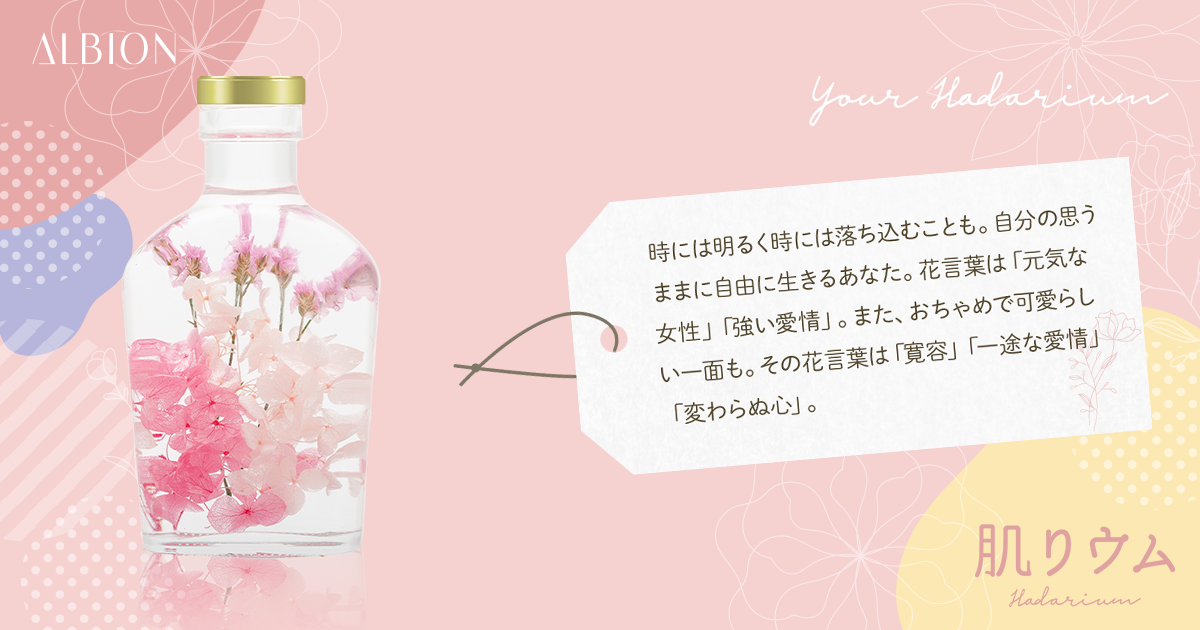 ALBION
Your Hadarium
時には明るく時には落ち込むことも。自分の思う
ままに自由に生きるあなた。花言葉は「元気な
女性」「強い愛情」。また、おちゃめで可愛らし
い一面も。その花言葉は「寛容」「一途な愛情」
「変わらぬ心」。
肌りウム
Hadarium